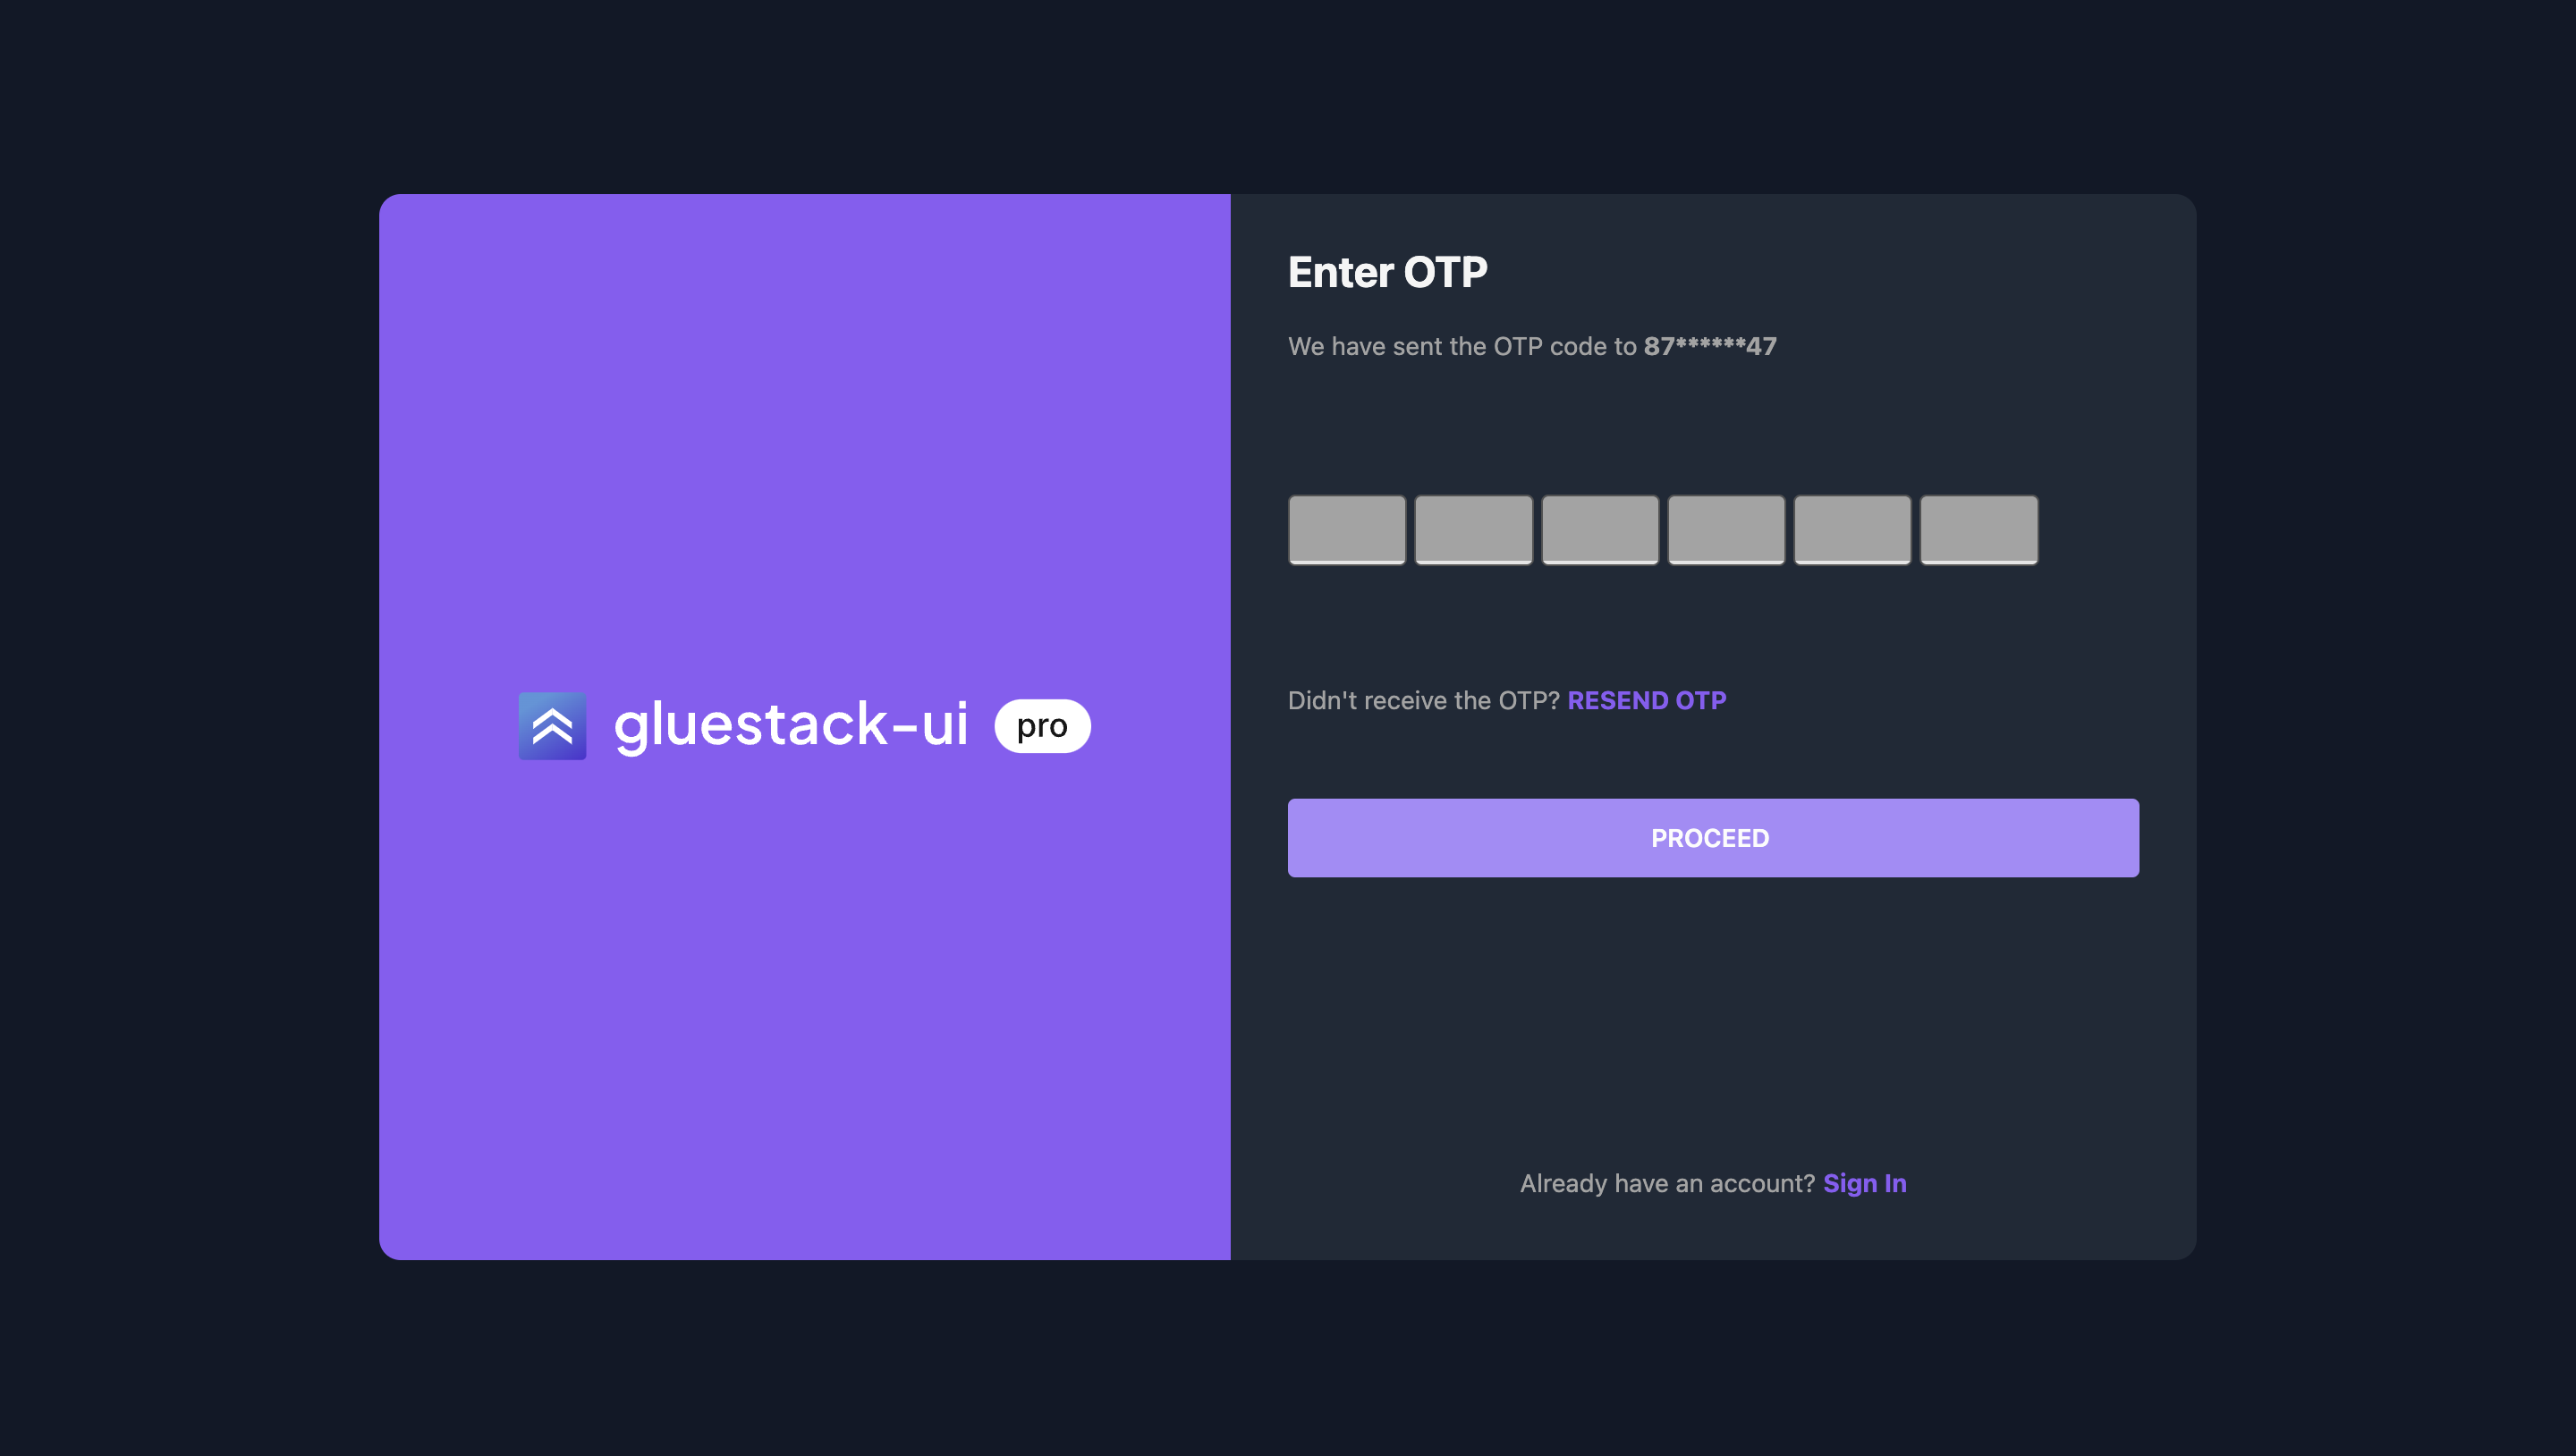 gluestack-ui pro
Enter OTP
We have sent the OTP code to 87******47
Didn't receive the OTP? RESEND OTP
PROCEED
Already have an account? Sign In